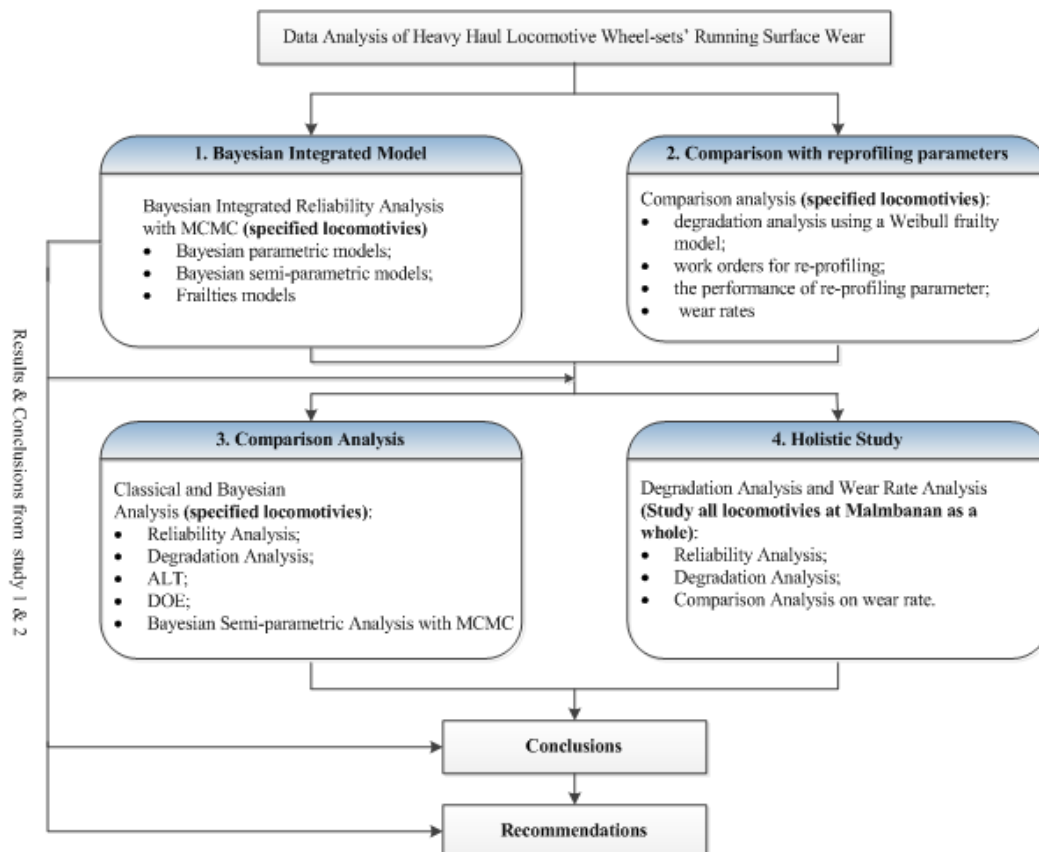 Data Analysis of Heavy Haul Locomotive Wheel-sets' Running Surface Wear
1. Bayesian Integrated Model
Bayesian Integrated Reliability Analysis
with MCMC (specified locomotivies)
• Bayesian parametric models;
• Bayesian semi-parametric models;
• Frailties models
2. Comparison with reprofiling parameters
Comparison analysis (specified locomotivies):
• degradation analysis using a Weibull frailty
model;
• work orders for re-profiling;
• the performance of re-profiling parameter;
• wear rates
Results & Conclusions from study 1 & 2
3. Comparison Analysis
Classical and Bayesian
Analysis (specified locomotivies):
• Reliability Analysis;
• Degradation Analysis;
• ALT;
• DOE;
• Bayesian Semi-parametric Analysis with MCMC
4. Holistic Study
Degradation Analysis and Wear Rate Analysis
(Study all locomotivies at Malmbanan as a
whole):
• Reliability Analysis;
• Degradation Analysis;
• Comparison Analysis on wear rate.
Conclusions
Recommendations